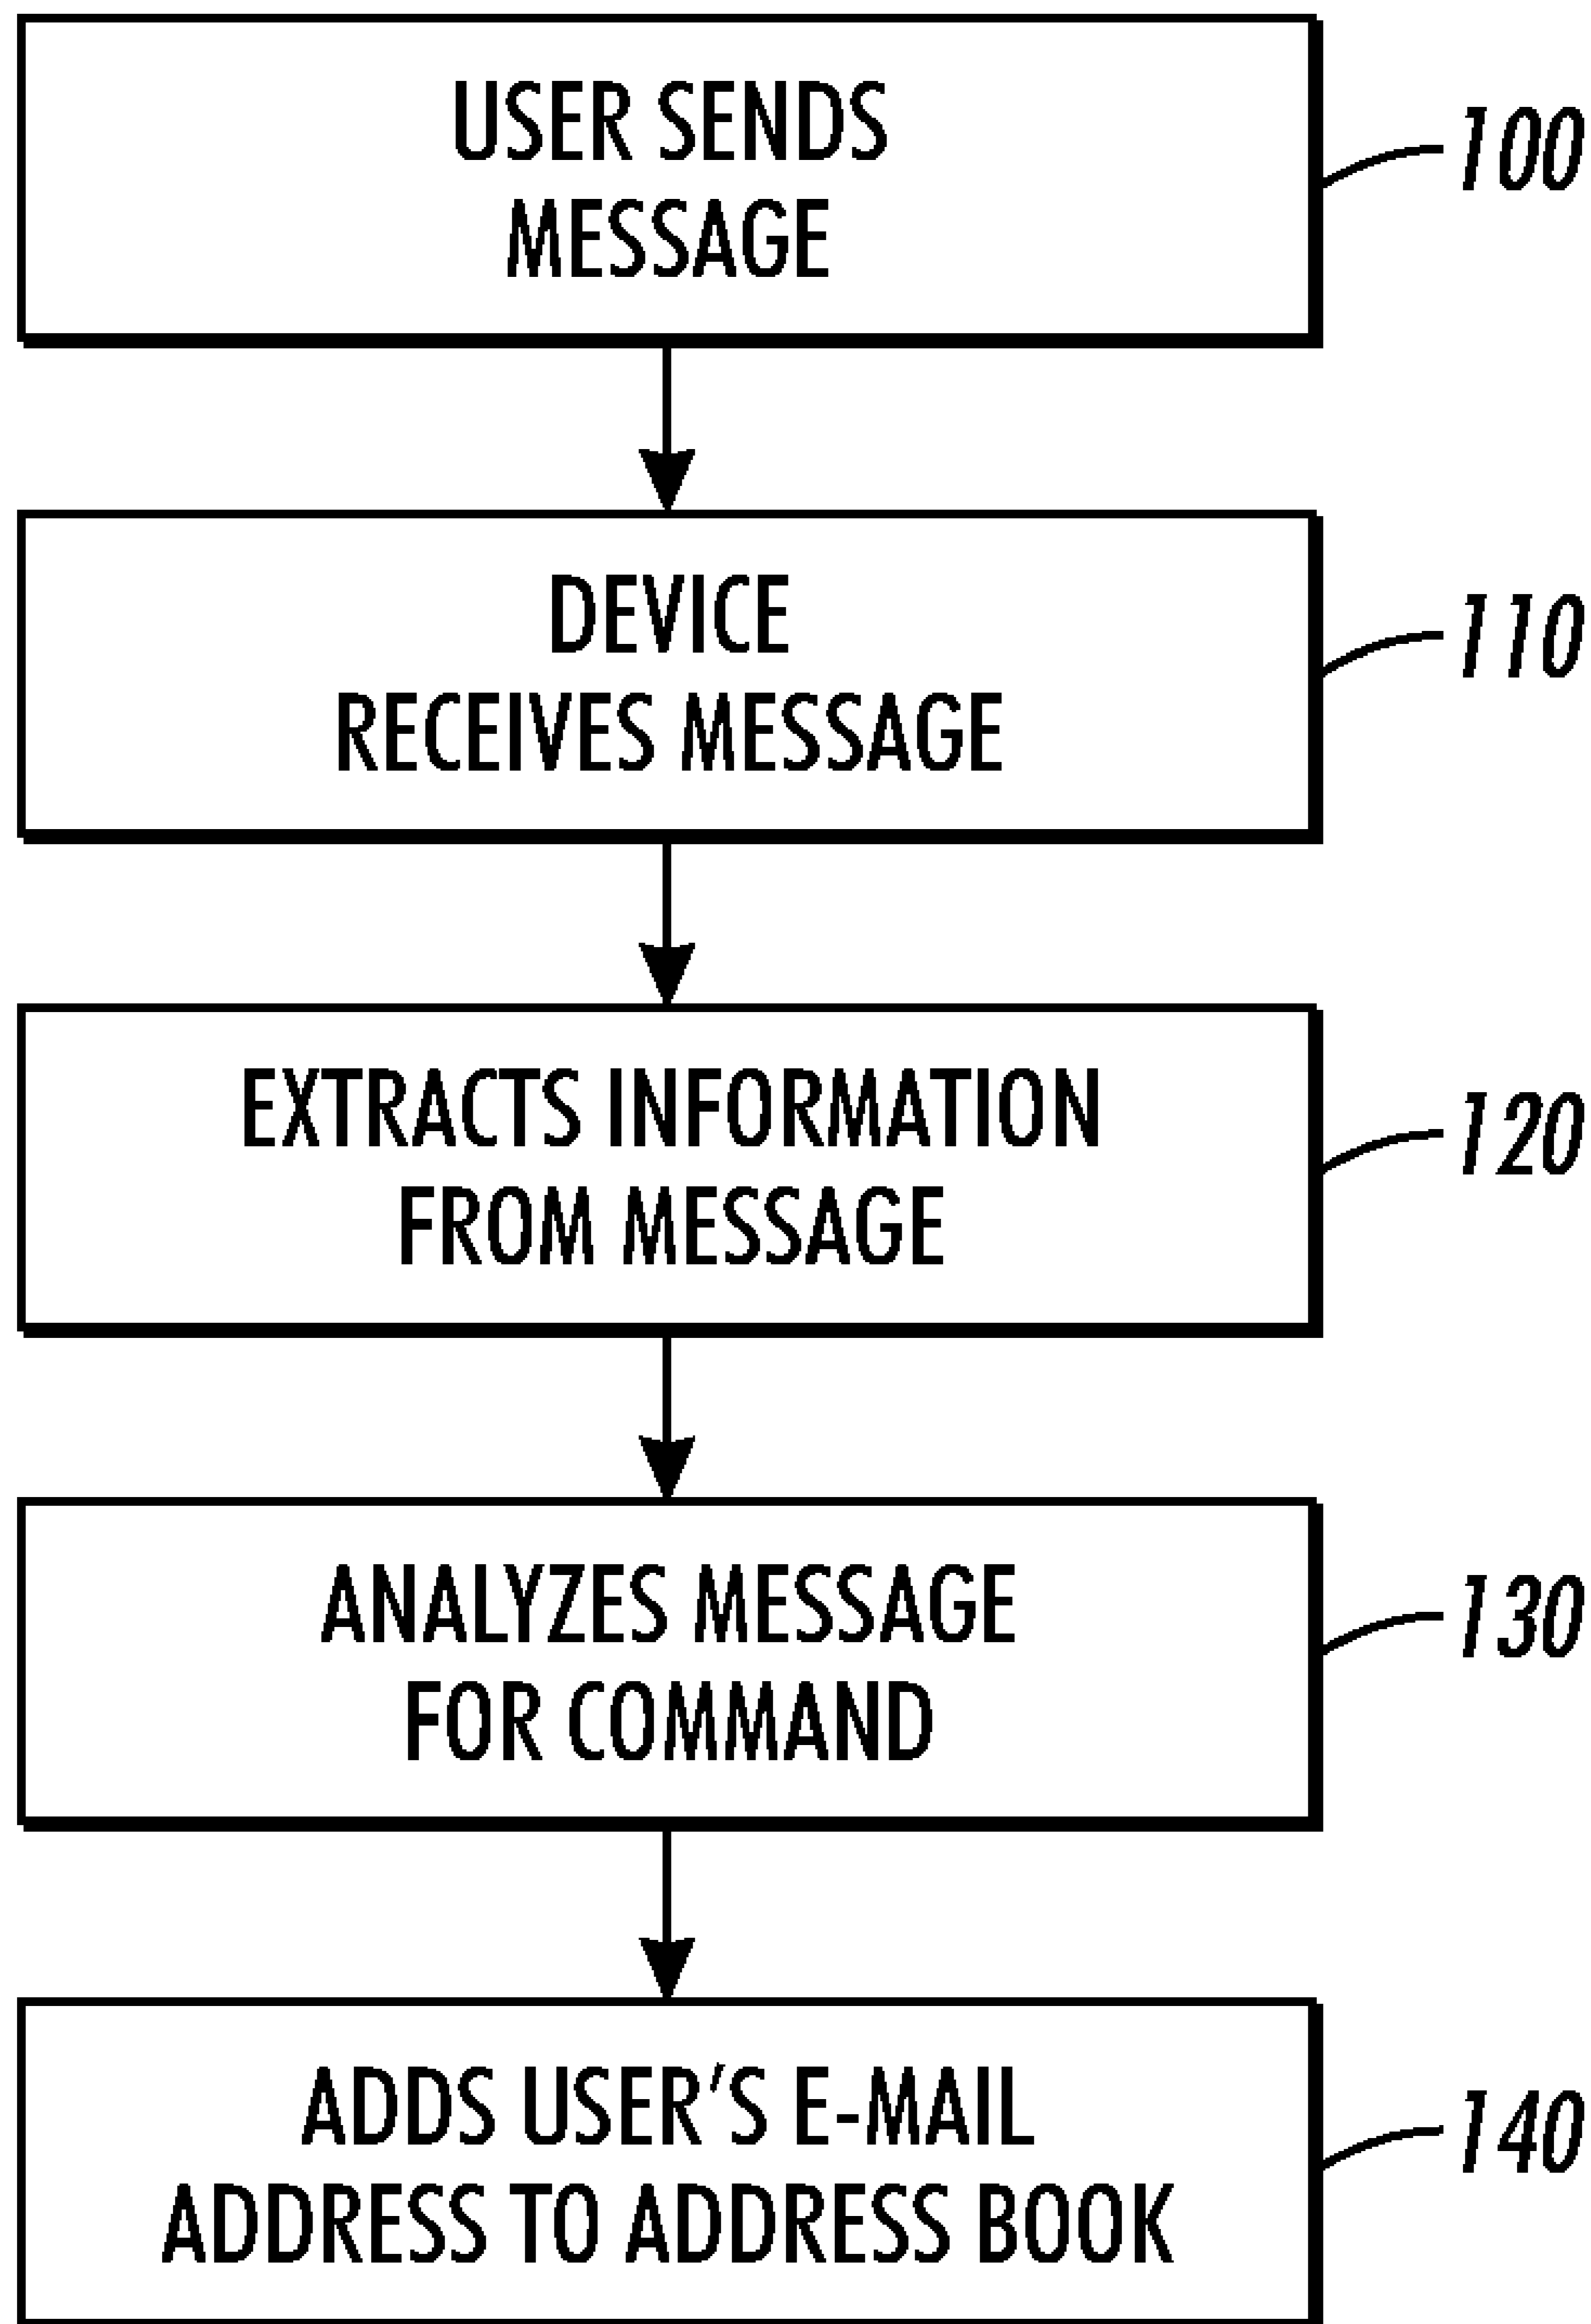 USER SENDS
MESSAGE
100
DEVICE
RECEIVES MESSAGE
110
EXTRACTS INFORMATION
FROM MESSAGE
120
ANALYZES MESSAGE
FOR COMMAND
130
ADDS USER'S E-MAIL
ADDRESS TO ADDRESS BOOK
140